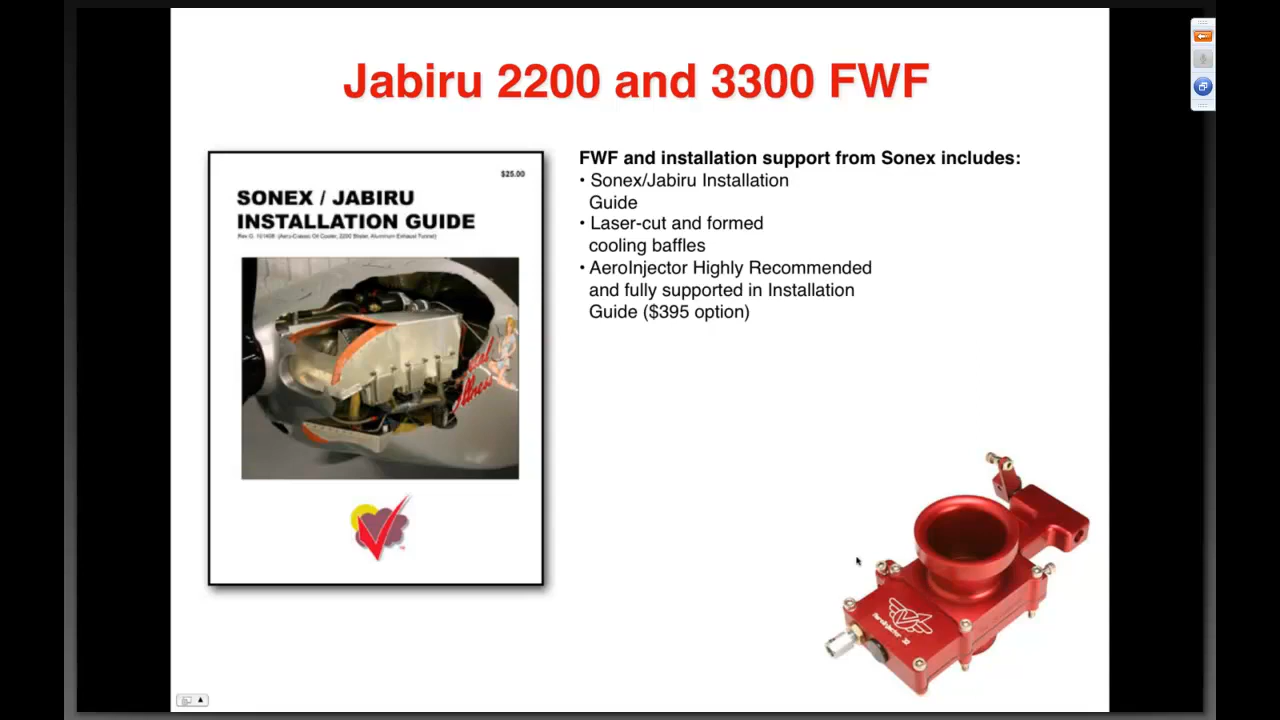 Jabiru 2200 and 3300 FWF
$25.00
SONEX / JABIRU
INSTALLATION GUIDE
FWF and installation support from Sonex includes:
• Sonex/Jabiru Installation
Guide
• Laser-cut and formed
cooling baffles
• AeroInjector Highly Recommended
and fully supported in Installation
Guide ($395 option)
AeroInjector